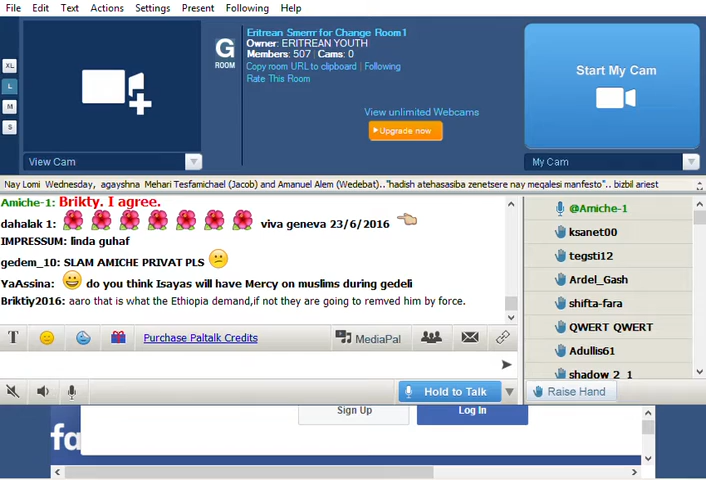 File Edit Text Actions Settings Present Following Help
XL
L
M
S
View Cam
G
ROOM
Eritrean Smerrr for Change Room1
Owner: ERITREAN YOUTH
Members: 507 Cams: 0
Copy room URL to clipboard | Following
Rate This Room
View unlimited Webcams
Upgrade now
Start My Cam
My Cam
Nay Lomi Wednesday, agayshna Mehari Tesfamichael (Jacob) and Amanuel Alem (Wedebat).."hadish atehasasiba zenetsere nay meqalesi manfesto".. bizbil ariest
Amiche-1: Brikty. I agree.
dahalak 1: viva geneva 23/6/2016
IMPRESSUM: linda guhaf
gedem_10: SLAM AMICHE PRIVAT PLS
YaAssina: do you think Isayas will have Mercy on muslims during gedeli
Briktiy2016: aaro that is what the Ethiopia demand,if not they are going to remved him by force.
@Amiche-1
ksanet00
tegsti12
Ardel_Gash
shifta-fara
QWERT QWERTY
Adullis61
shadow_2_1
T Purchase Paltalk Credits MediaPal
Hold to Talk
Raise Hand
Sign Up Log In
fa